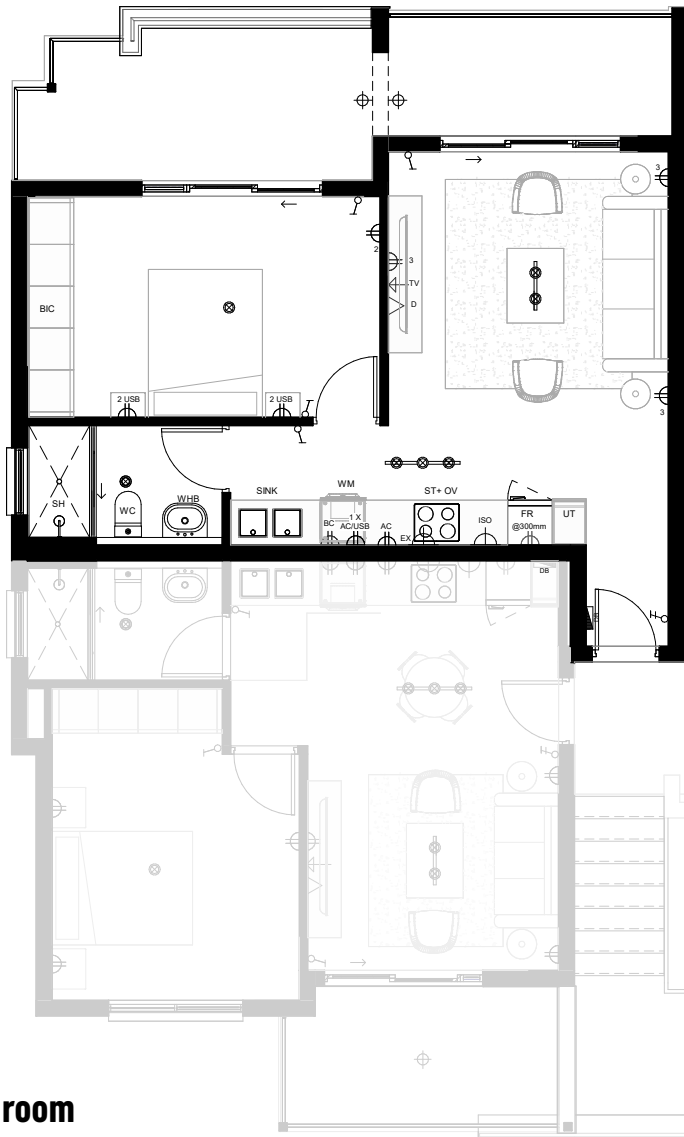 3
2
3
TV
D
BIC
2 USB
2 USB
3
SINK
WM
ST+ OV
SH
WC
WHB
1 X
BC
AC/USB
AC
EX
ISO
FR
@300mm
UT
DB
DB
room